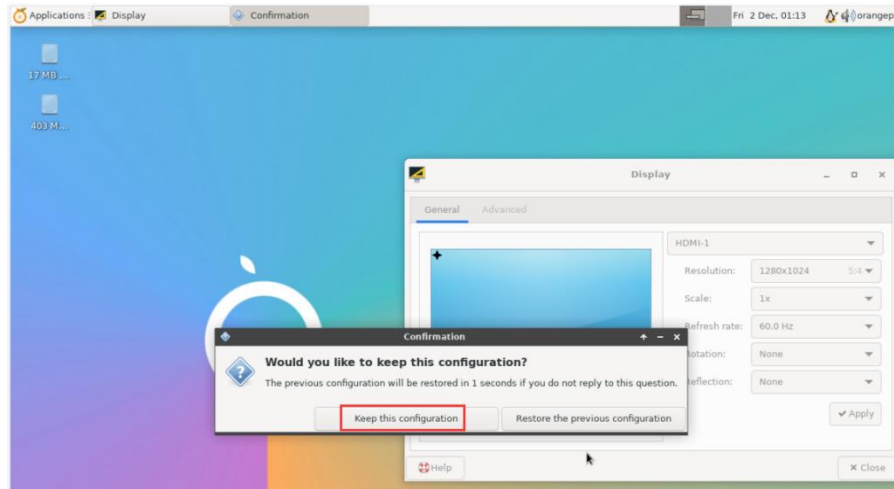 Applications Display Confirmation Fri 2 Dec, 01:13 orangep
17 MB ...
403 M...
Display
General Advanced
HDMI-1
Resolution: 1280x1024 5:4
Scale: 1x
Refresh rate: 60.0 Hz
Rotation: None
Reflection: None
Apply
Help Close
Confirmation
Would you like to keep this configuration?
The previous configuration will be restored in 1 seconds if you do not reply to this question.
Keep this configuration Restore the previous configuration